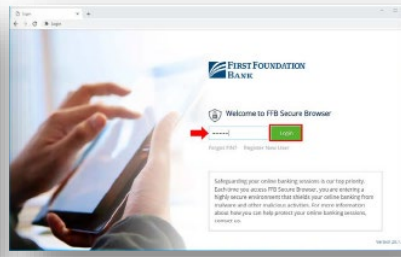 Login
Login
FIRST FOUNDATION
BANK
Welcome to FFB Secure Browser
Login
Forgot PIN? Register New User
Safeguarding your online banking sessions is our top priority.
Each time you access FFB Secure Browser, you are entering a
highly secure environment that shields your online banking from
malware and other malicious activities. For more information
about how you can help protect your online banking sessions,
contact us.